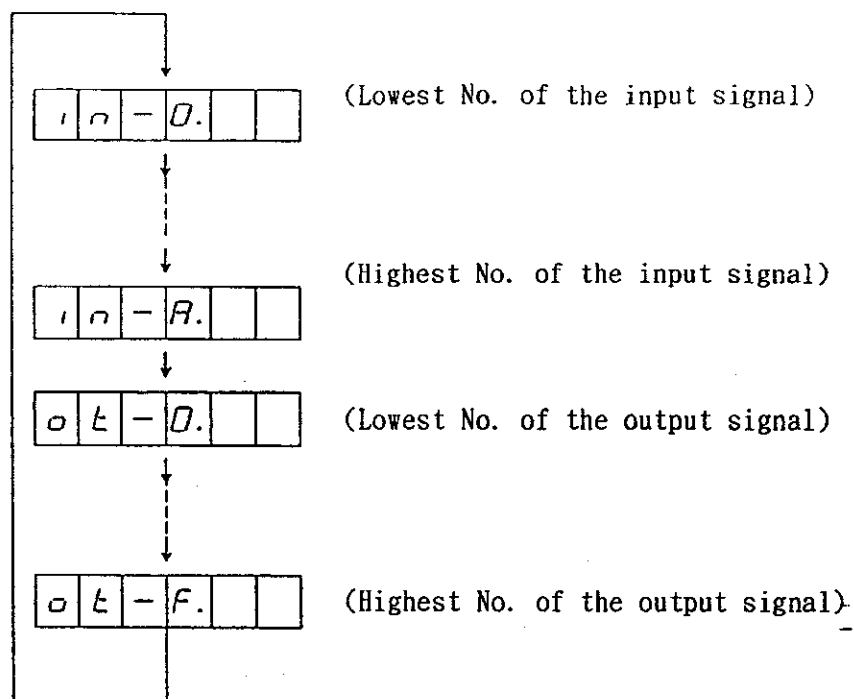 in-0. (Lowest No. of the input signal)
(Highest No. of the input signal)
in-A.
ot-0. (Lowest No. of the output signal)
ot-F. (Highest No. of the output signal)